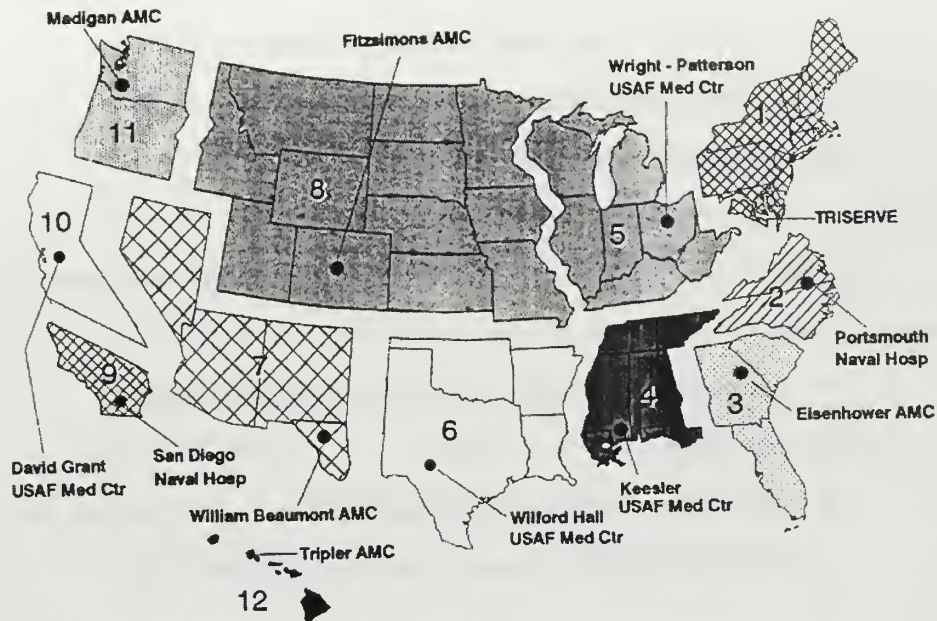 Madigan AMC
Fitzsimons AMC
Wright - Patterson
USAF Med Ctr
1
11
8
10
5
TRISERVE
2
Portsmouth
Naval Hosp
9
7
4
3
6
Eisenhower AMC
David Grant
USAF Med Ctr
San Diego
Naval Hosp
Keesler
USAF Med Ctr
William Beaumont AMC
Wilford Hall
USAF Med Ctr
Tripler AMC
12